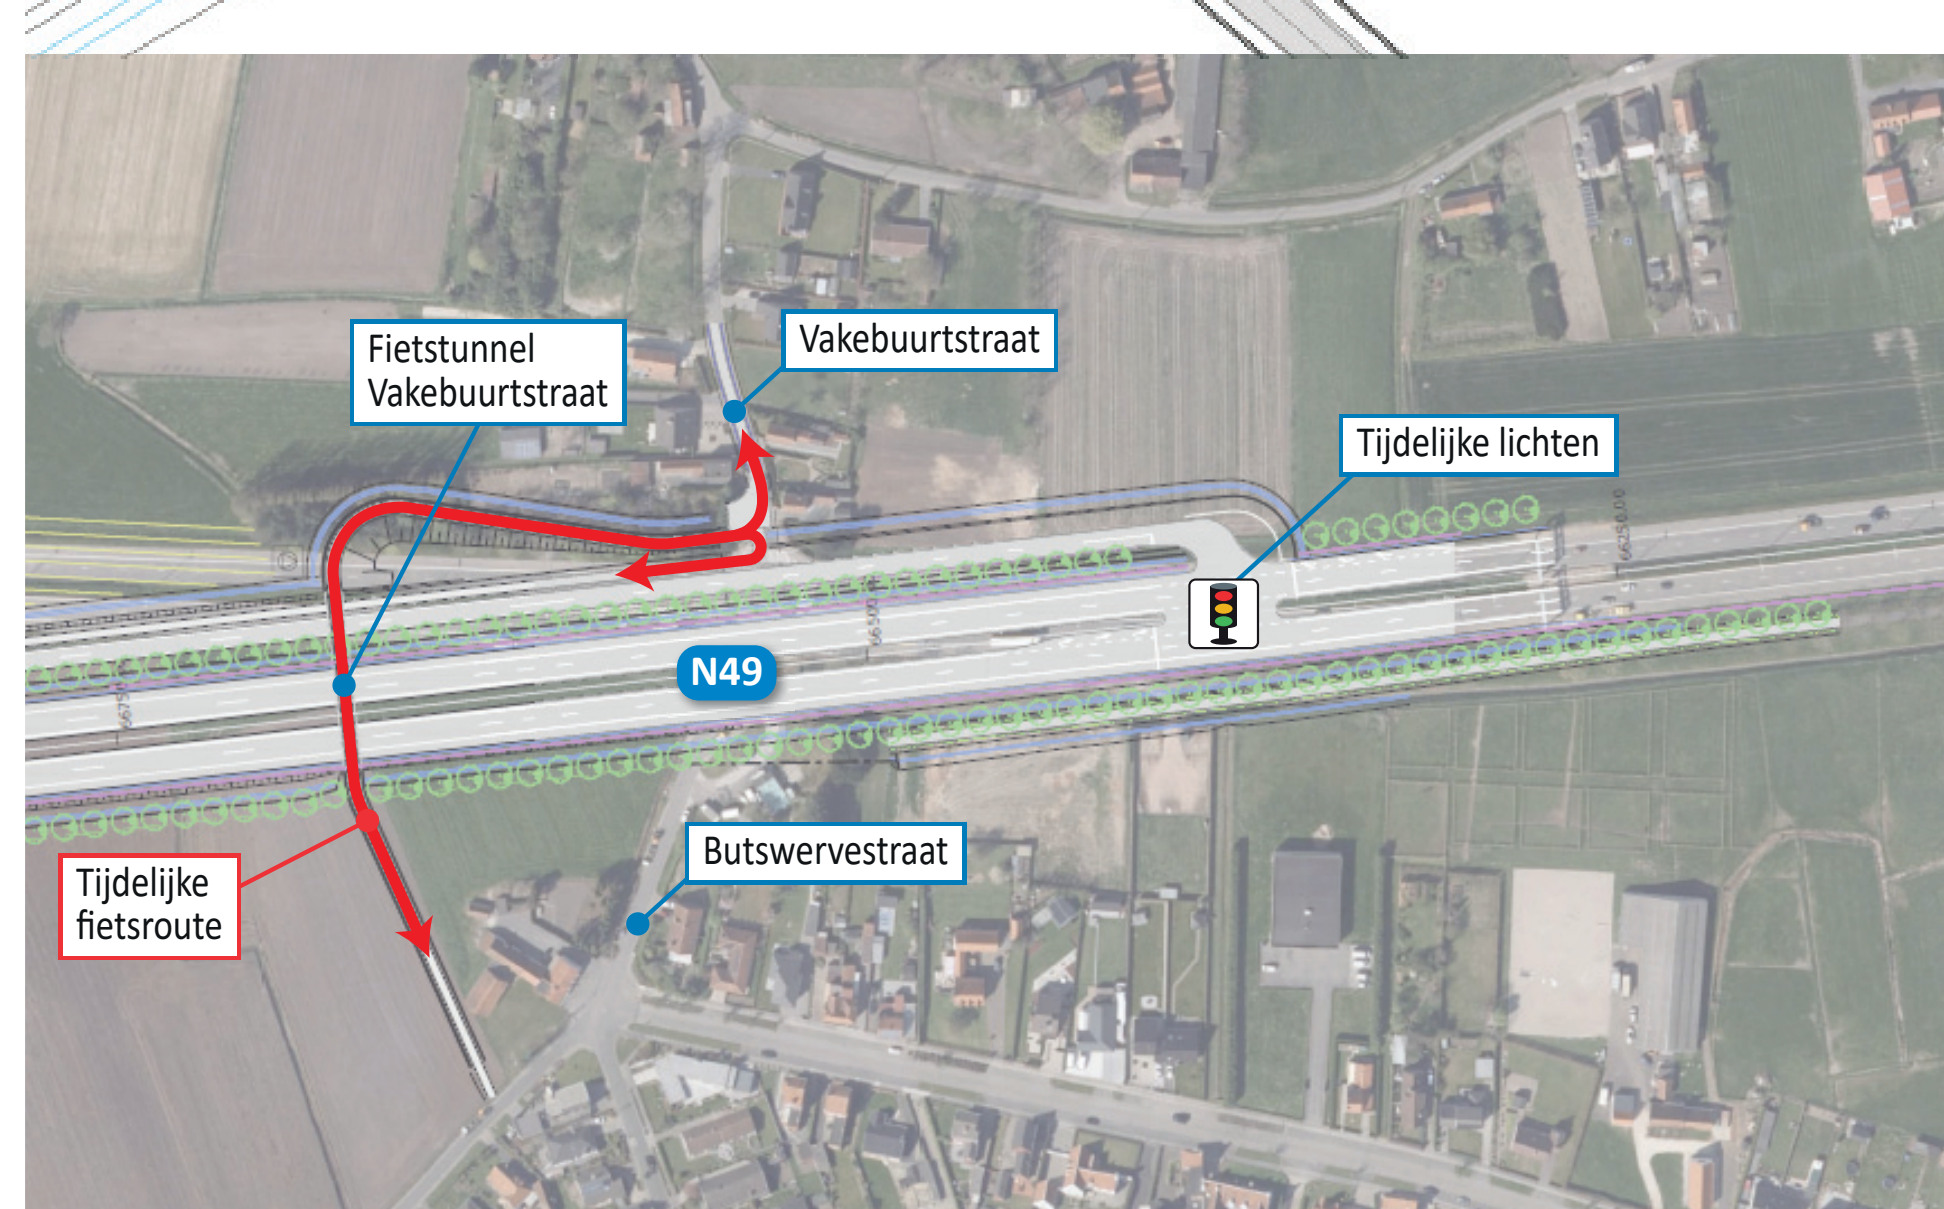 Fietstunnel
Vakebuurtstraat
Vakebuurtstraat
Tijdelijke lichten
N49
Butswervestraat
Tijdelijke
fietsroute